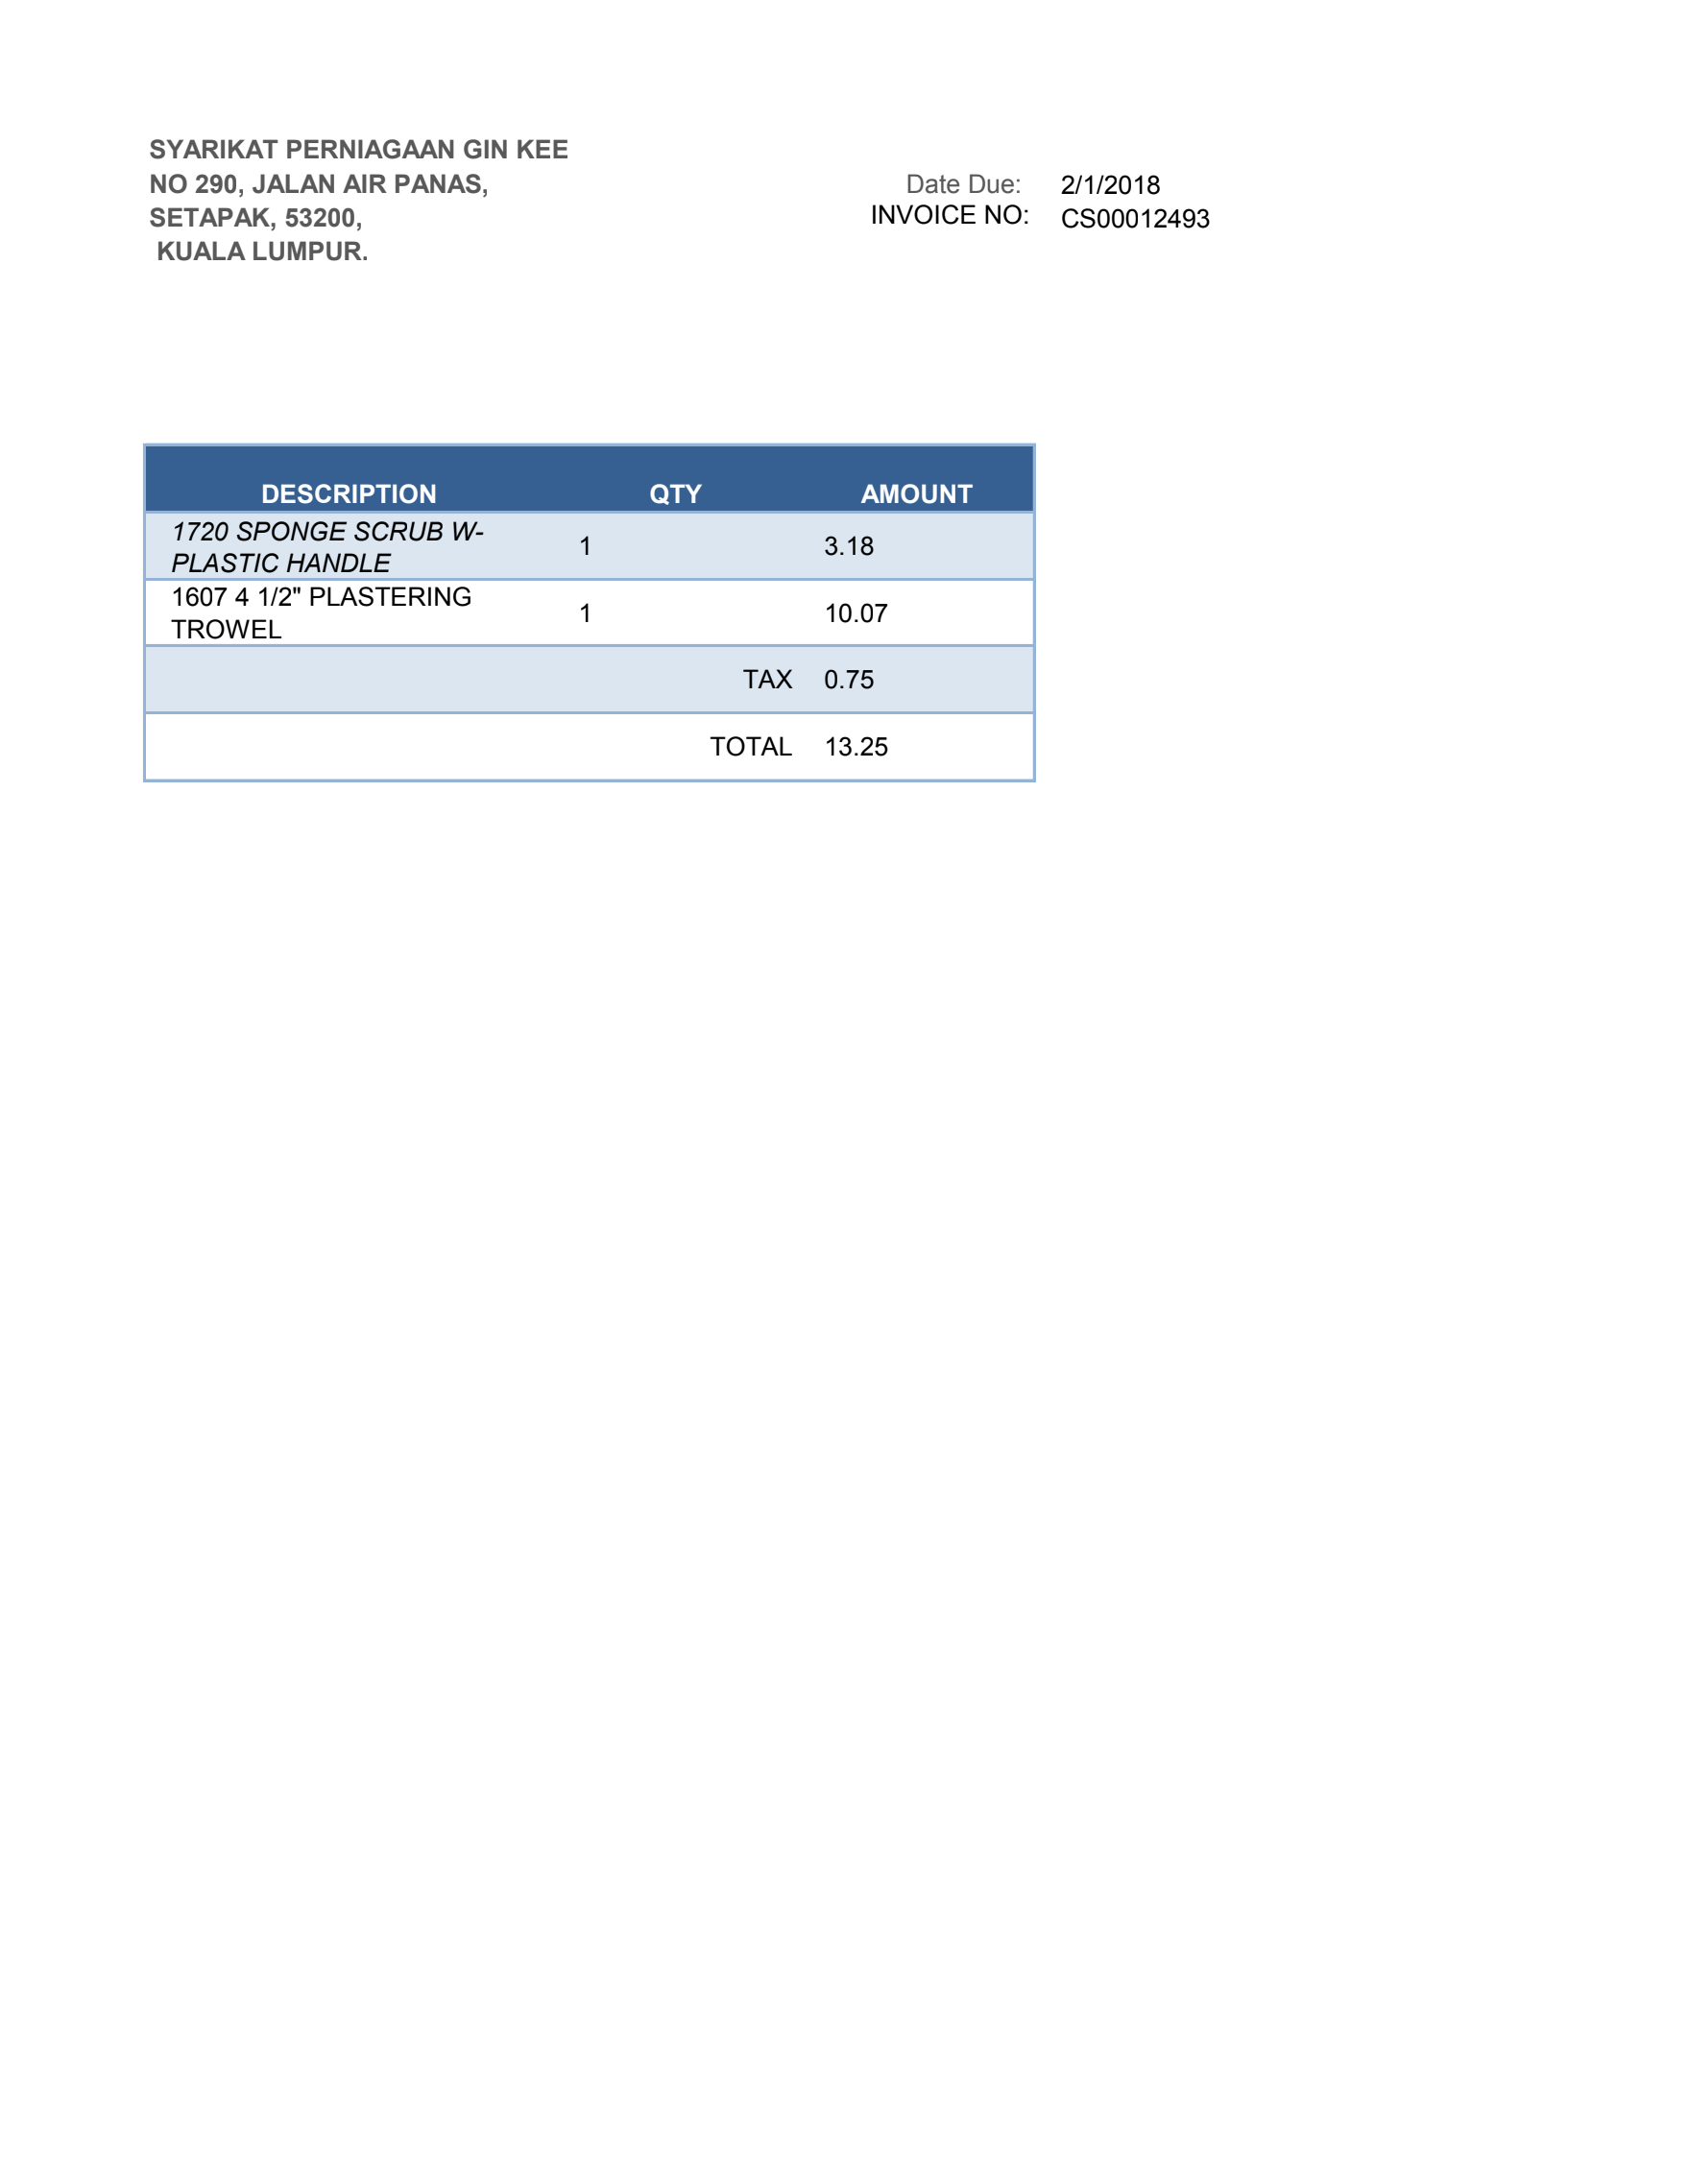 SYARIKAT PERNIAGAAN GIN KEE
NO 290, JALAN AIR PANAS,
SETAPAK, 53200,
KUALA LUMPUR.
Date Due: 2/1/2018
INVOICE NO: CS00012493
DESCRIPTION QTY AMOUNT
1720 SPONGE SCRUB W-
PLASTIC HANDLE 1 3.18
1607 4 1/2" PLASTERING
TROWEL 1 10.07
TAX 0.75
TOTAL 13.25